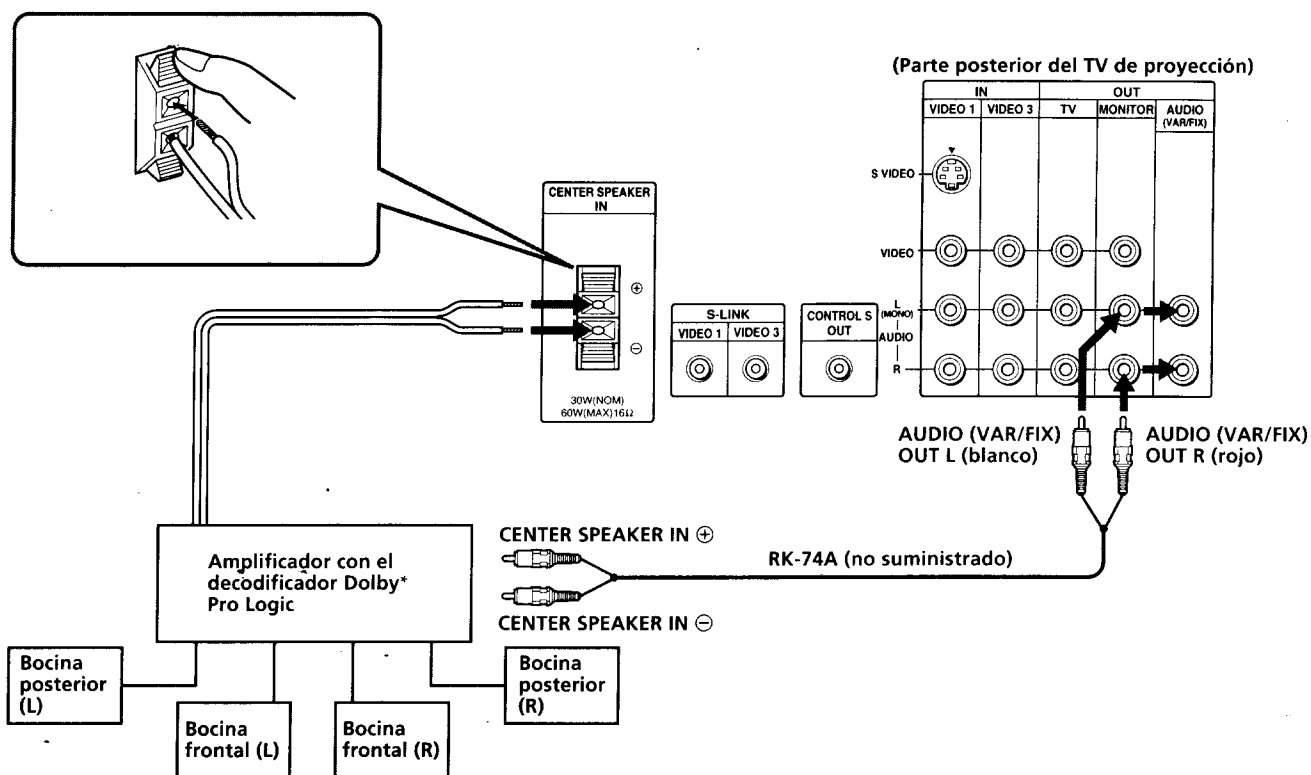 (Parte posterior del TV de proyección)
IN
OUT
VIDEO 1
VIDEO 3
TV
MONITOR
AUDIO
(VAR/FIX)
S VIDEO
VIDEO
L
(MONO)
AUDIO
R
CENTER SPEAKER
IN
⊕
⊖
30W(NOM)
60W(MAX)16Ω
S-LINK
VIDEO 1
VIDEO 3
CONTROL S
OUT
AUDIO (VAR/FIX)
OUT L (blanco)
AUDIO (VAR/FIX)
OUT R (rojo)
CENTER SPEAKER IN ⊕
RK-74A (no suministrado)
CENTER SPEAKER IN ⊖
Amplificador con el
decodificador Dolby*
Pro Logic
Bocina
posterior
(L)
Bocina
frontal (L)
Bocina
frontal (R)
Bocina
posterior
(R)